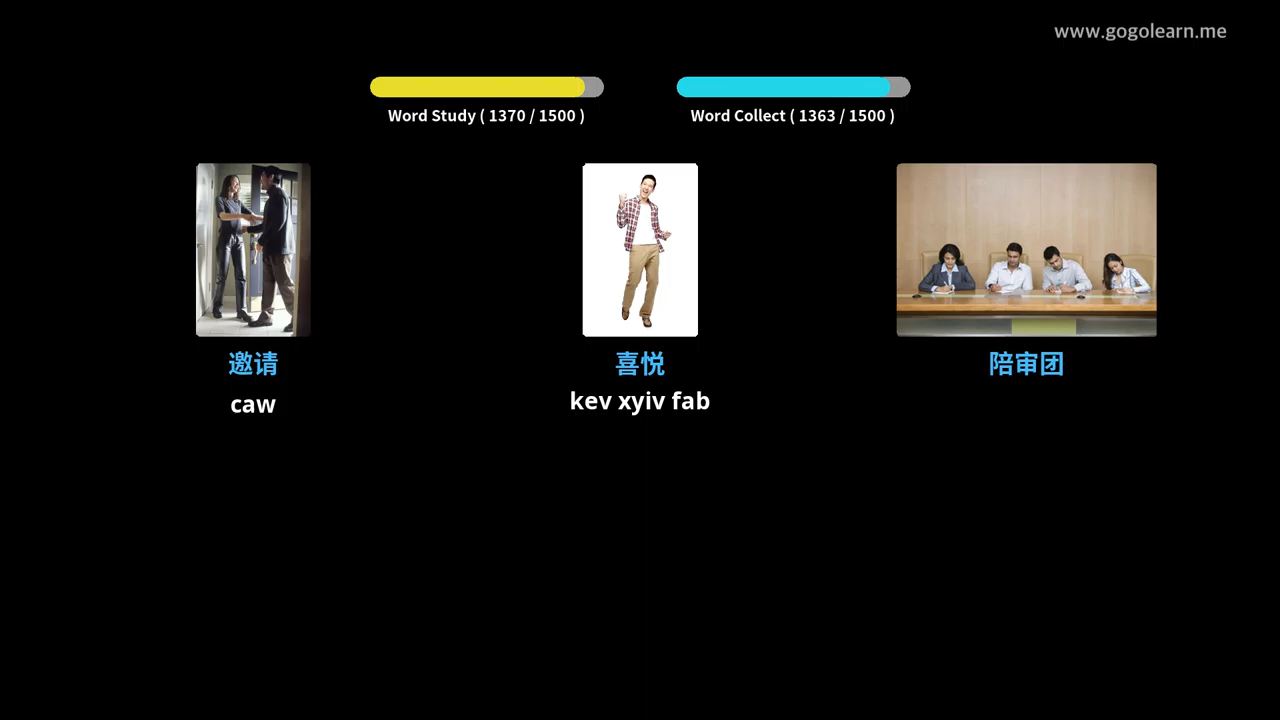 www.gogolearn.me
Word Study ( 1370 / 1500 )
Word Collect ( 1363 / 1500 )
邀请
喜悦
陪审团
caw
kev xyiv fab